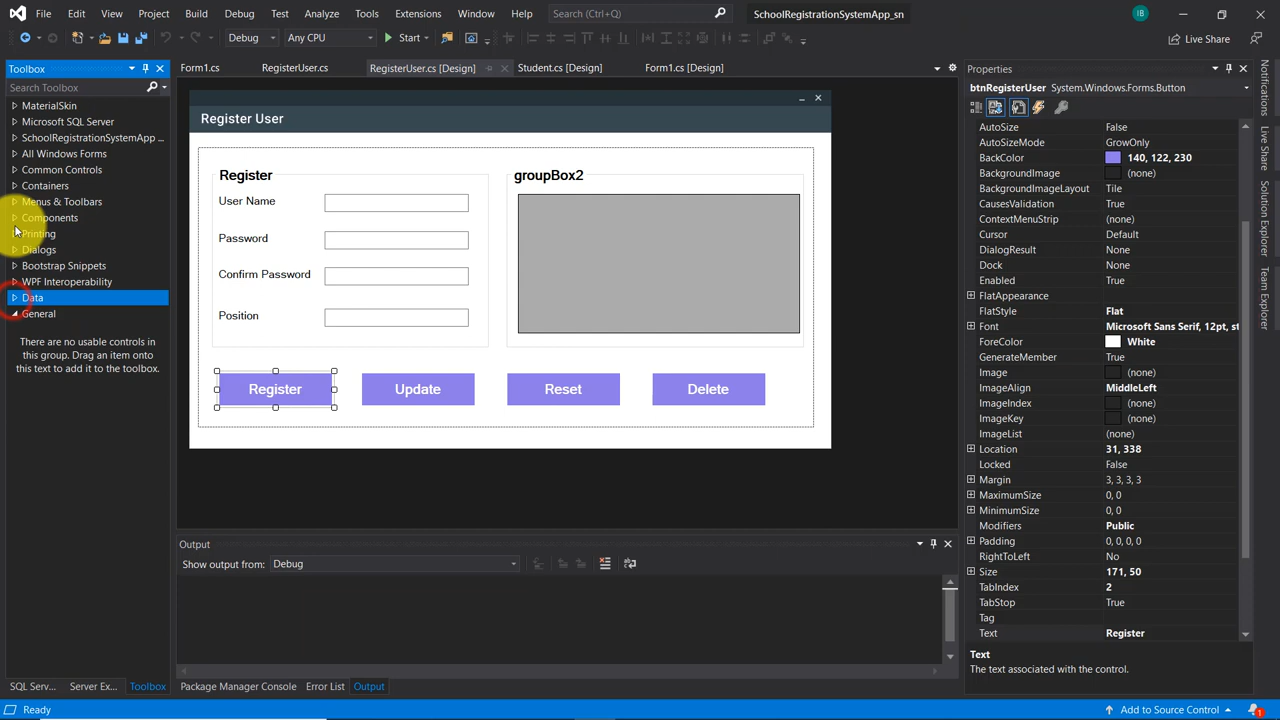 File Edit View Project Build Debug Test Analyze Tools Extensions Window Help Search (Ctrl+Q) SchoolRegistrationSystemApp_sn IB
Debug Any CPU Start Live Share
Toolbox
Search Toolbox
MaterialSkin
Microsoft SQL Server
SchoolRegistrationSystemApp ...
All Windows Forms
Common Controls
Containers
Menus & Toolbars
Components
Printing
Dialogs
Bootstrap Snippets
WPF Interoperability
Data
General
There are no usable controls in
this group. Drag an item onto
this text to add it to the toolbox.
SQL Serv... Server Ex... Toolbox
Form1.cs RegisterUser.cs RegisterUser.cs [Design] Student.cs [Design] Form1.cs [Design]
Register User
Register
User Name
Password
Confirm Password
Position
groupBox2
Register Update Reset Delete
Output
Show output from: Debug
Package Manager Console Error List Output
Properties
btnRegisterUser System.Windows.Forms.Button
AutoSize False
AutoSizeMode GrowOnly
BackColor 140, 122, 230
BackgroundImage (none)
BackgroundImageLayout Tile
CausesValidation True
ContextMenuStrip (none)
Cursor Default
DialogResult None
Dock None
Enabled True
FlatAppearance
FlatStyle Flat
Font Microsoft Sans Serif, 12pt, st
ForeColor White
GenerateMember True
Image (none)
ImageAlign MiddleLeft
ImageIndex (none)
ImageKey (none)
ImageList (none)
Location 31, 338
Locked False
Margin 3, 3, 3, 3
MaximumSize 0, 0
MinimumSize 0, 0
Modifiers Public
Padding 0, 0, 0, 0
RightToLeft No
Size 171, 50
TabIndex 2
TabStop True
Tag
Text Register
Text
The text associated with the control.
Notifications
Live Share
Solution Explorer
Team Explorer
Ready Add to Source Control 1